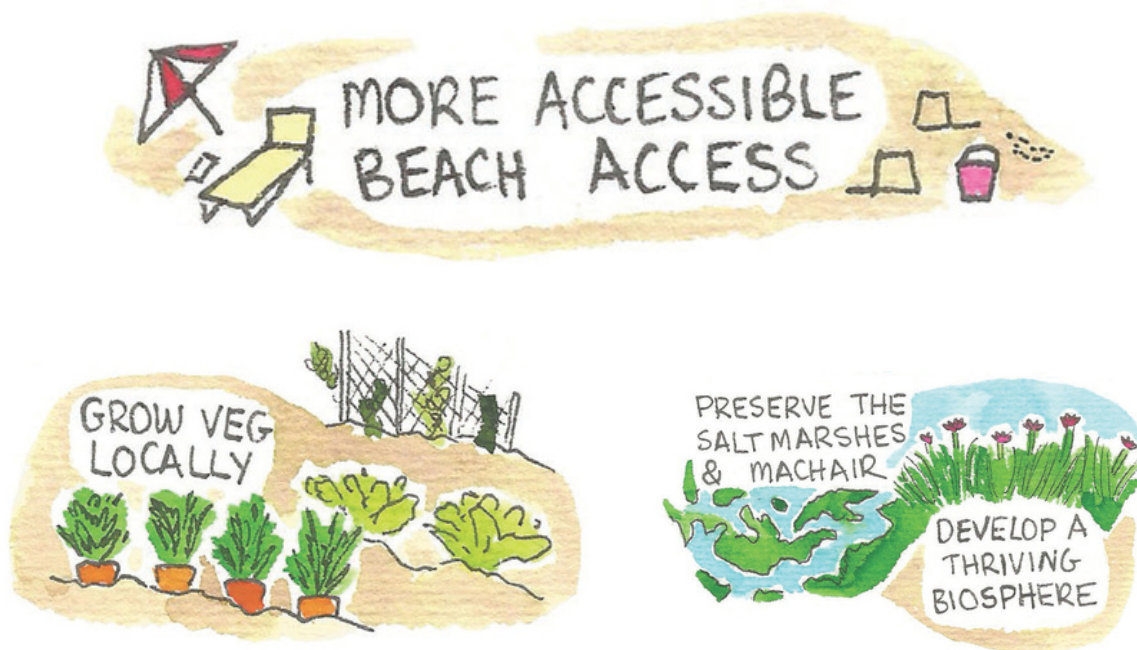 MORE ACCESSIBLE
BEACH ACCESS
GROW VEG
LOCALLY
PRESERVE THE
SALT MARSHES
& MACHAIR
DEVELOP A
THRIVING
BIOSPHERE